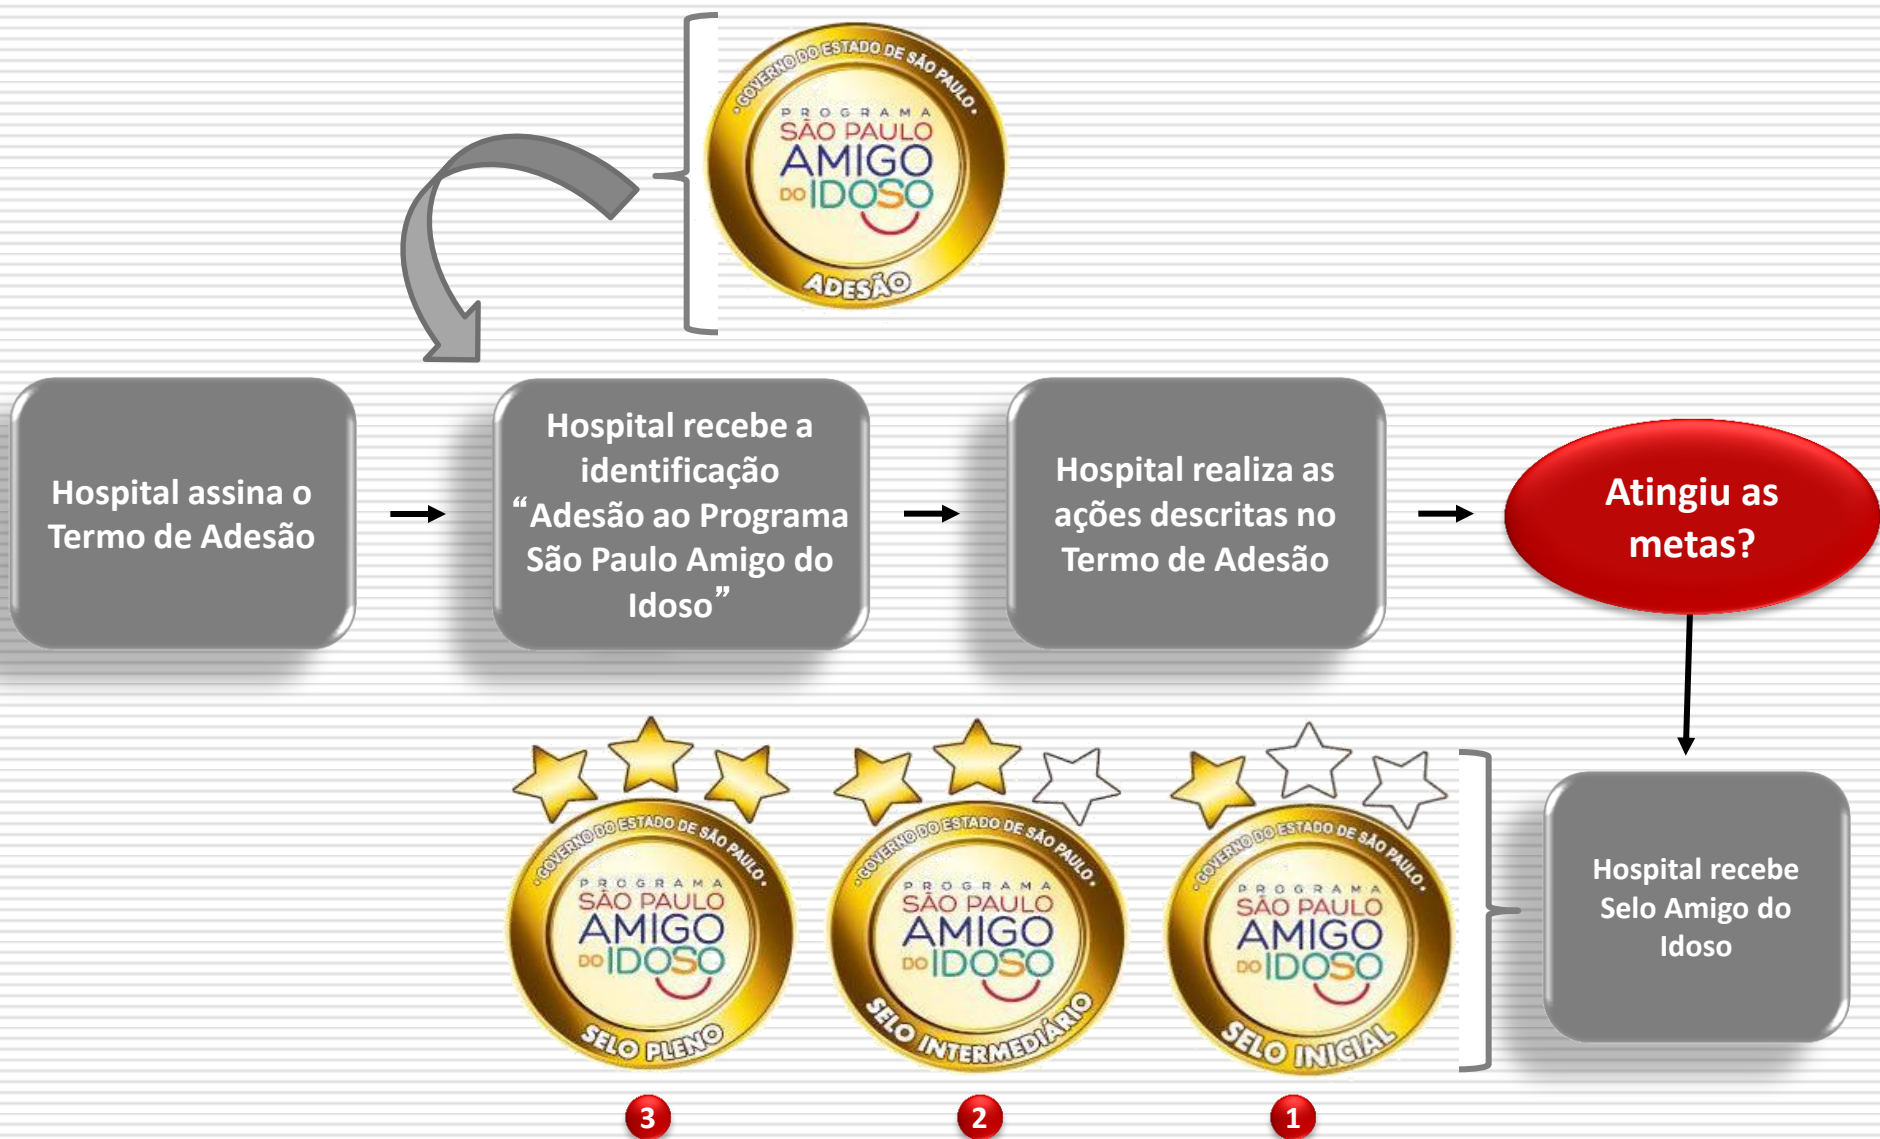 · GOVERNO DO ESTADO DE SÃO PAULO ·
PROGRAMA
SÃO PAULO
AMIGO
DO IDOSO
ADESÃO
Hospital assina o
Termo de Adesão
Hospital recebe a
identificação
“Adesão ao Programa
São Paulo Amigo do
Idoso”
Hospital realiza as
ações descritas no
Termo de Adesão
Atingiu as
metas?
· GOVERNO DO ESTADO DE SÃO PAULO ·
PROGRAMA
SÃO PAULO
AMIGO
DO IDOSO
SELO PLENO
3
· GOVERNO DO ESTADO DE SÃO PAULO ·
PROGRAMA
SÃO PAULO
AMIGO
DO IDOSO
SELO INTERMEDIÁRIO
2
· GOVERNO DO ESTADO DE SÃO PAULO ·
PROGRAMA
SÃO PAULO
AMIGO
DO IDOSO
SELO INICIAL
1
Hospital recebe
Selo Amigo do
Idoso